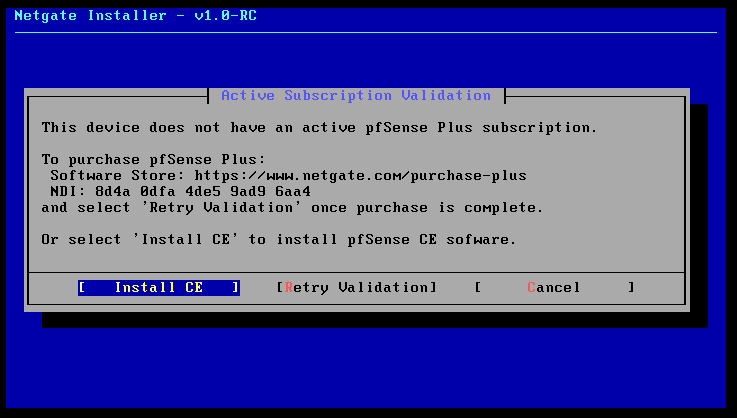 Netgate Installer - v1.0-RC
Active Subscription Validation
This device does not have an active pfSense Plus subscription.
To purchase pfSense Plus:
Software Store: https://www.netgate.com/purchase-plus
NDI: 8d4a 0dfa 4de5 9ad9 6aa4
and select 'Retry Validation' once purchase is complete.
Or select 'Install CE' to install pfSense CE sofware.
[ Install CE ] [Retry Validation] [ Cancel ]